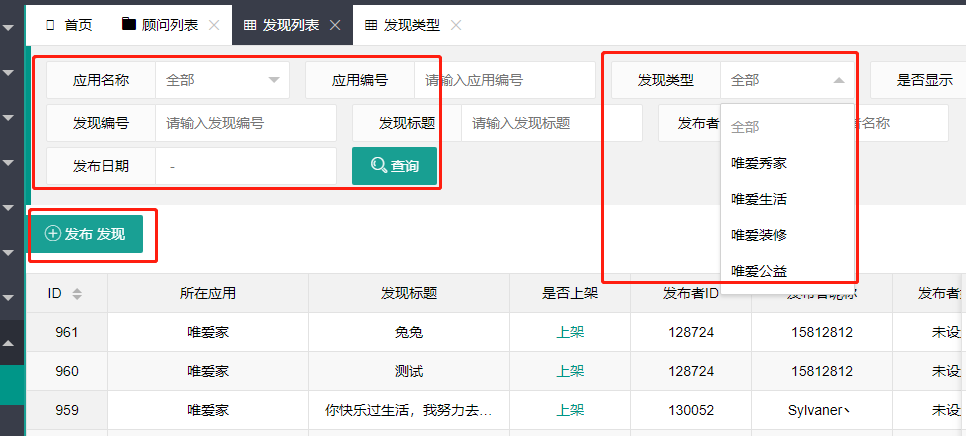 首页 顾问列表 发现列表 发现类型
应用名称 全部 应用编号 请输入应用编号 发现类型 全部 是否显示
发现编号 请输入发现编号 发现标题 请输入发现标题 发布者 名称
发布日期 - 查询
全部
唯爱秀家
唯爱生活
唯爱装修
唯爱公益
发布 发现
ID 所在应用 发现标题 是否上架 发布者ID 发布者昵称 发布者
961 唯爱家 兔兔 上架 128724 15812812 未设
960 唯爱家 测试 上架 128724 15812812 未设
959 唯爱家 你快乐过生活，我努力去... 上架 130052 Sylvaner丶 未设